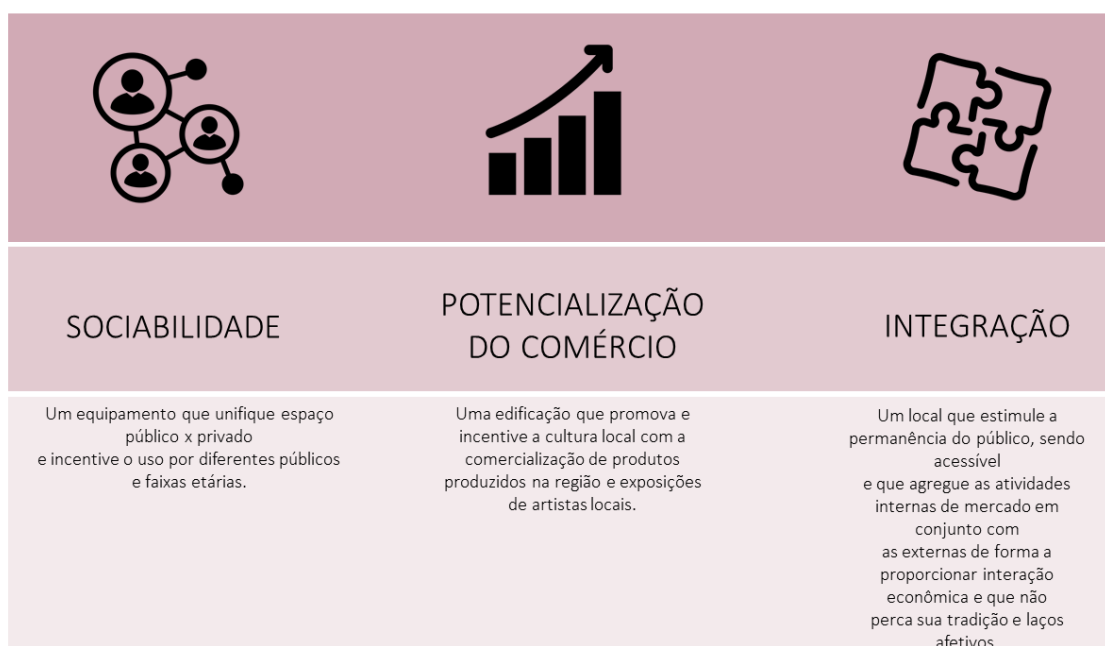 SOCIABILIDADE
POTENCIALIZAÇÃO
DO COMÉRCIO
INTEGRAÇÃO
Um equipamento que unifique espaço
público x privado
e incentive o uso por diferentes públicos
e faixas etárias.
Uma edificação que promova e
incentive a cultura local com a
comercialização de produtos
produzidos na região e exposições
de artistas locais.
Um local que estimule a
permanência do público, sendo
acessível
e que agregue as atividades
internas de mercado em
conjunto com
as externas de forma a
proporcionar interação
econômica e que não
perca sua tradição e laços
afetivos